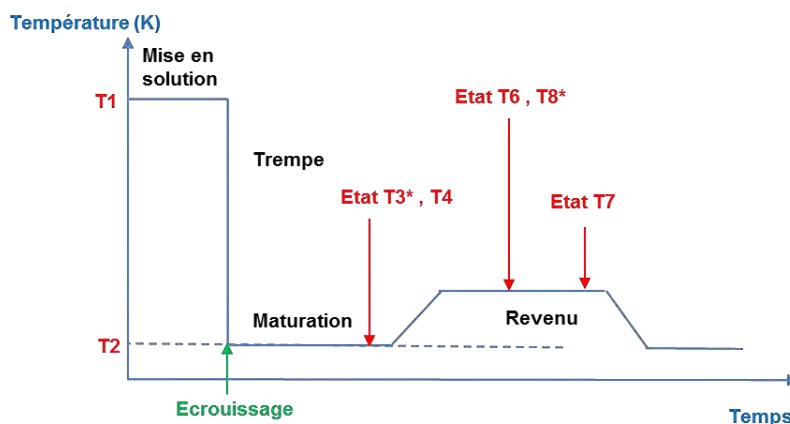 Température (K)
Mise en
solution
T1
Etat T6 , T8*
Trempe
Etat T3* , T4
Etat T7
Maturation
Revenu
T2
Ecrouissage
Temps